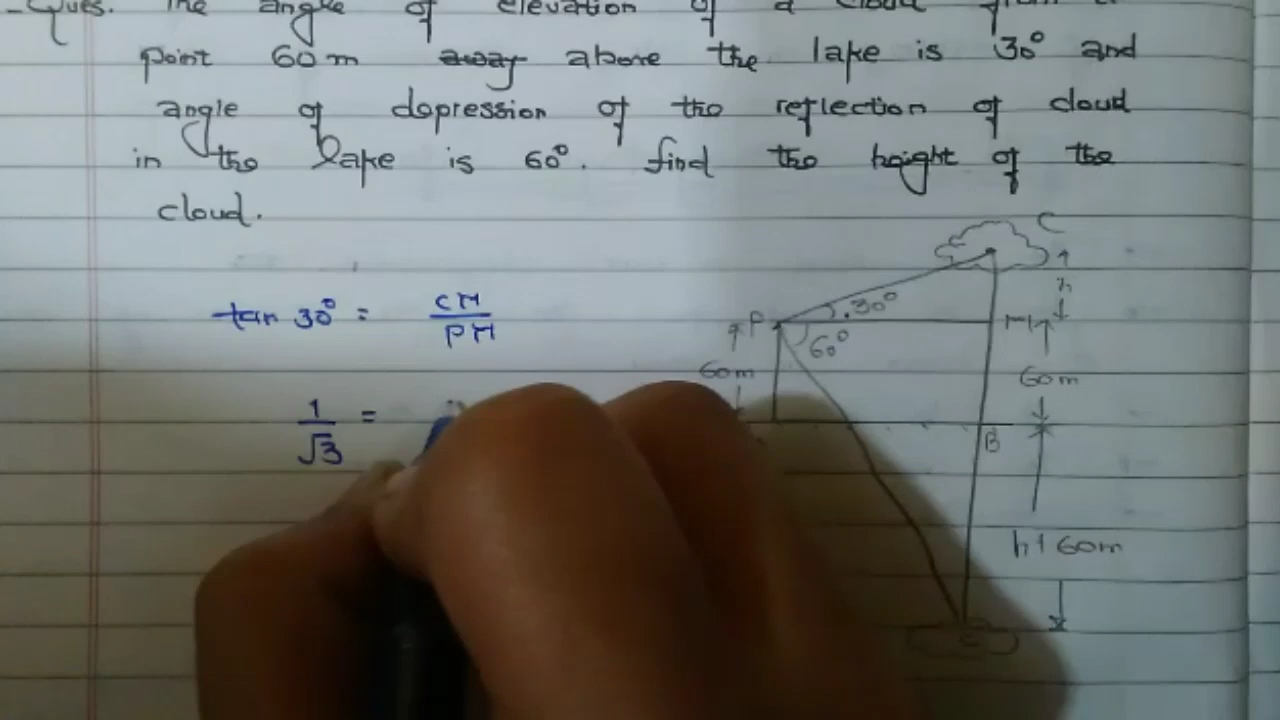 Ques. The angle of elevation of a cloud from a
point 60m away above the lake is 30° and
angle of depression of the reflection of cloud
in the lake is 60°. find the height of the
cloud.
C
tan 30° = CM / PM
h
30°
P
M
60°
60m
60m
1/√3 =
B
h+60m